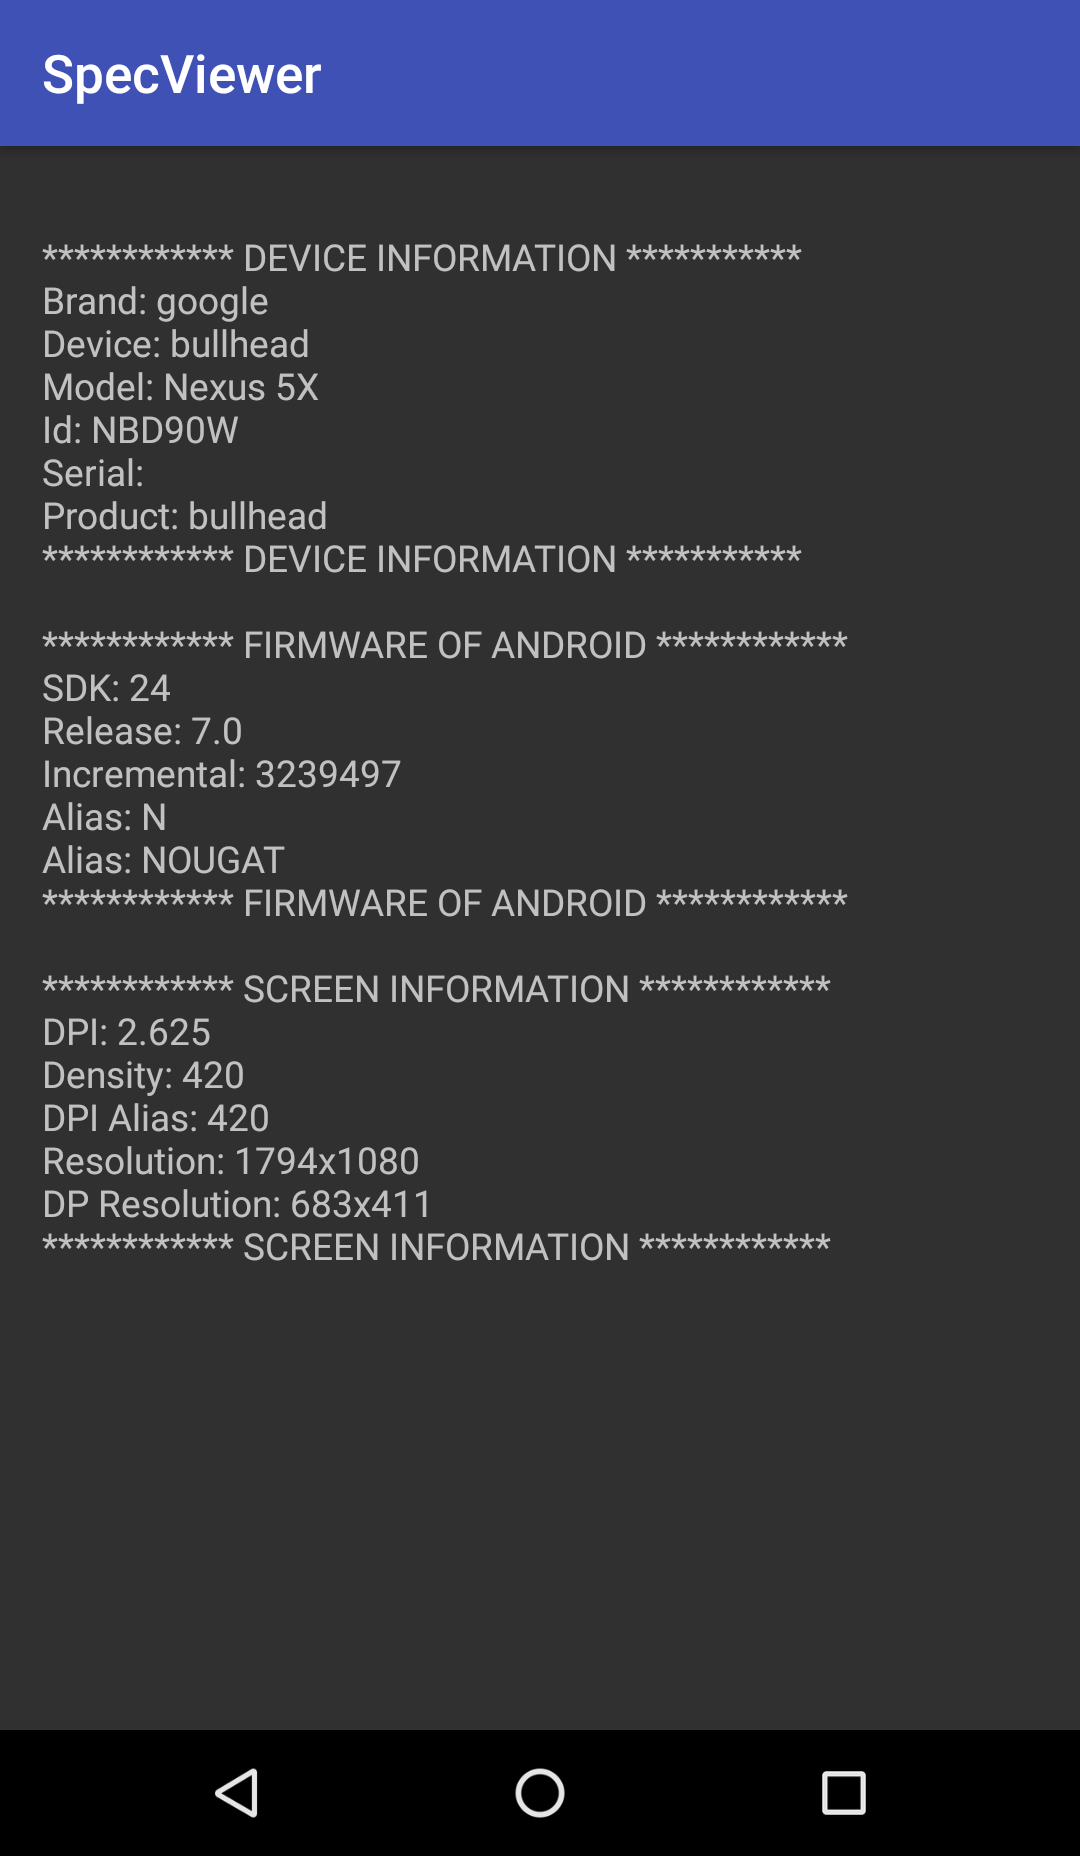 SpecViewer
************ DEVICE INFORMATION ***********
Brand: google
Device: bullhead
Model: Nexus 5X
Id: NBD90W
Serial:
Product: bullhead
************ DEVICE INFORMATION ***********
************ FIRMWARE OF ANDROID ************
SDK: 24
Release: 7.0
Incremental: 3239497
Alias: N
Alias: NOUGAT
************ FIRMWARE OF ANDROID ************
************ SCREEN INFORMATION ************
DPI: 2.625
Density: 420
DPI Alias: 420
Resolution: 1794x1080
DP Resolution: 683x411
************ SCREEN INFORMATION ************